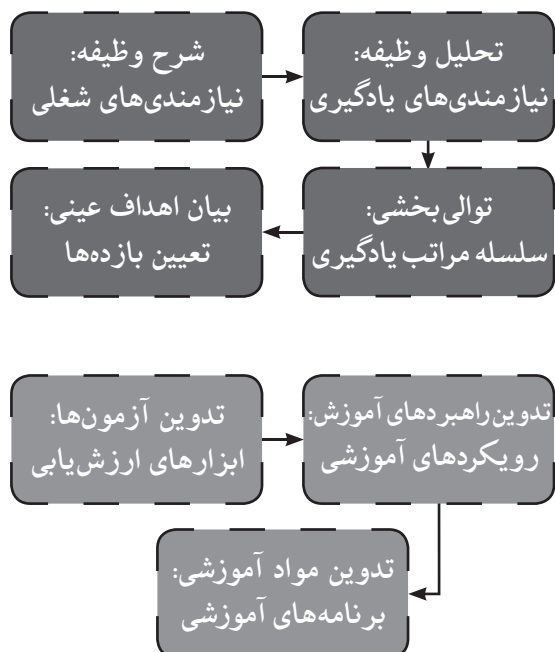 شرح وظیفه:
نیازمندی‌های شغلی
تحلیل وظیفه:
نیازمندی‌های یادگیری
توالی‌بخشی:
سلسله مراتب یادگیری
بیان اهداف عینی:
تعیین بازده‌ها
تدوین آزمون‌ها:
ابزارهای ارزش‌یابی
تدوین راهبردهای آموزش:
رویکردهای آموزشی
تدوین مواد آموزشی:
برنامه‌های آموزشی